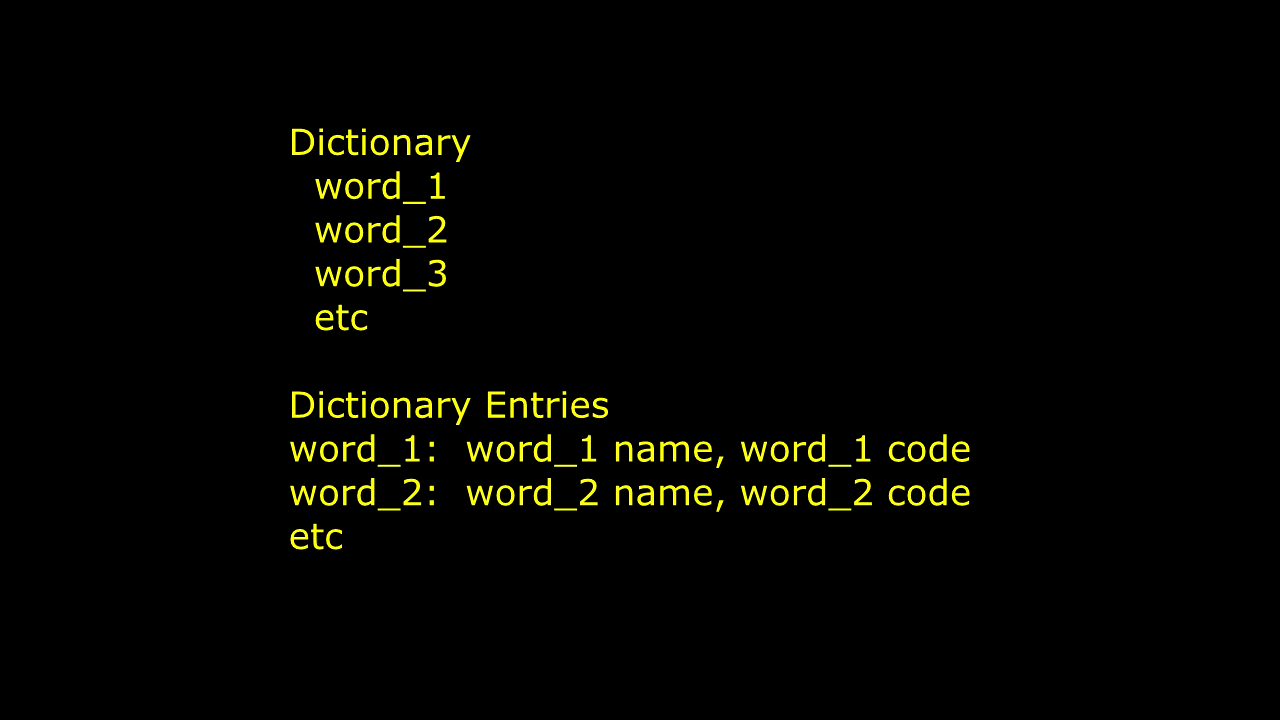 Dictionary
word_1
word_2
word_3
etc
Dictionary Entries
word_1: word_1 name, word_1 code
word_2: word_2 name, word_2 code
etc